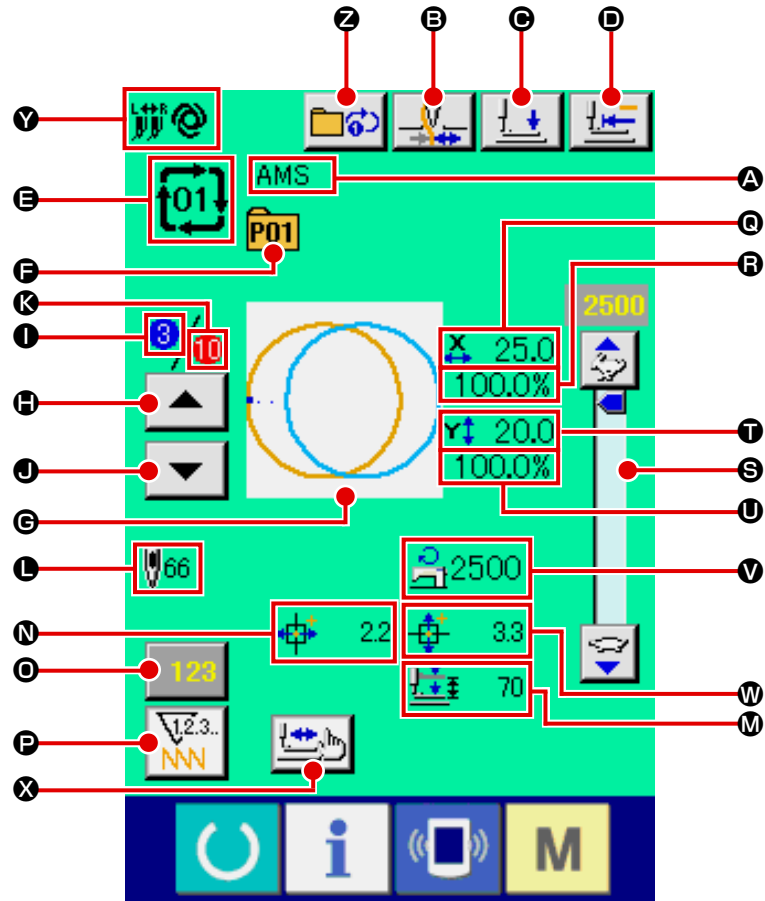 Z B C D
Y L R
AMS A
E 01
Q
F P01
R
K 2500
I 3 / 10 X 25.0
100.0%
H
Y 20.0 T
J 100.0% S
G U
L 66 2500 V
N 2.2 3.3
O 123 W
70 M
P 1.2.3..
X
i M